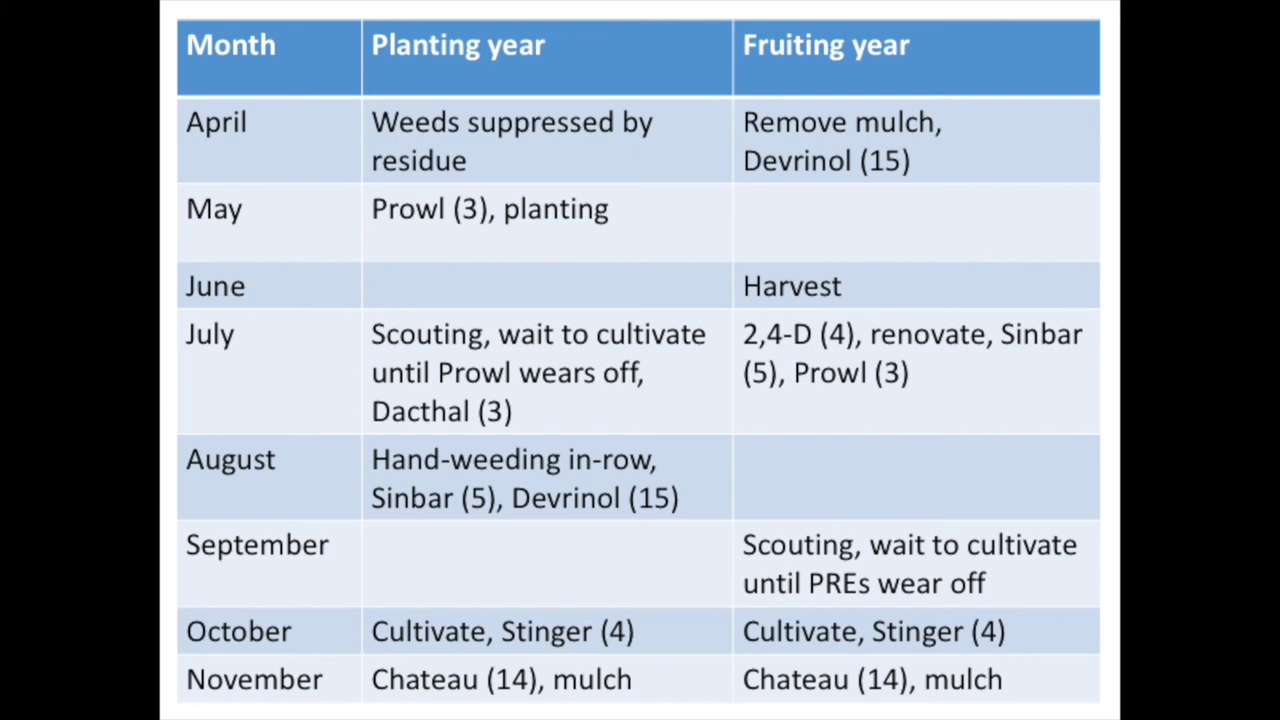 Month Planting year Fruiting year
April Weeds suppressed by Remove mulch,
residue Devrinol (15)
May Prowl (3), planting
June Harvest
July Scouting, wait to cultivate 2,4-D (4), renovate, Sinbar
until Prowl wears off, (5), Prowl (3)
Dacthal (3)
August Hand-weeding in-row,
Sinbar (5), Devrinol (15)
September Scouting, wait to cultivate
until PREs wear off
October Cultivate, Stinger (4) Cultivate, Stinger (4)
November Chateau (14), mulch Chateau (14), mulch